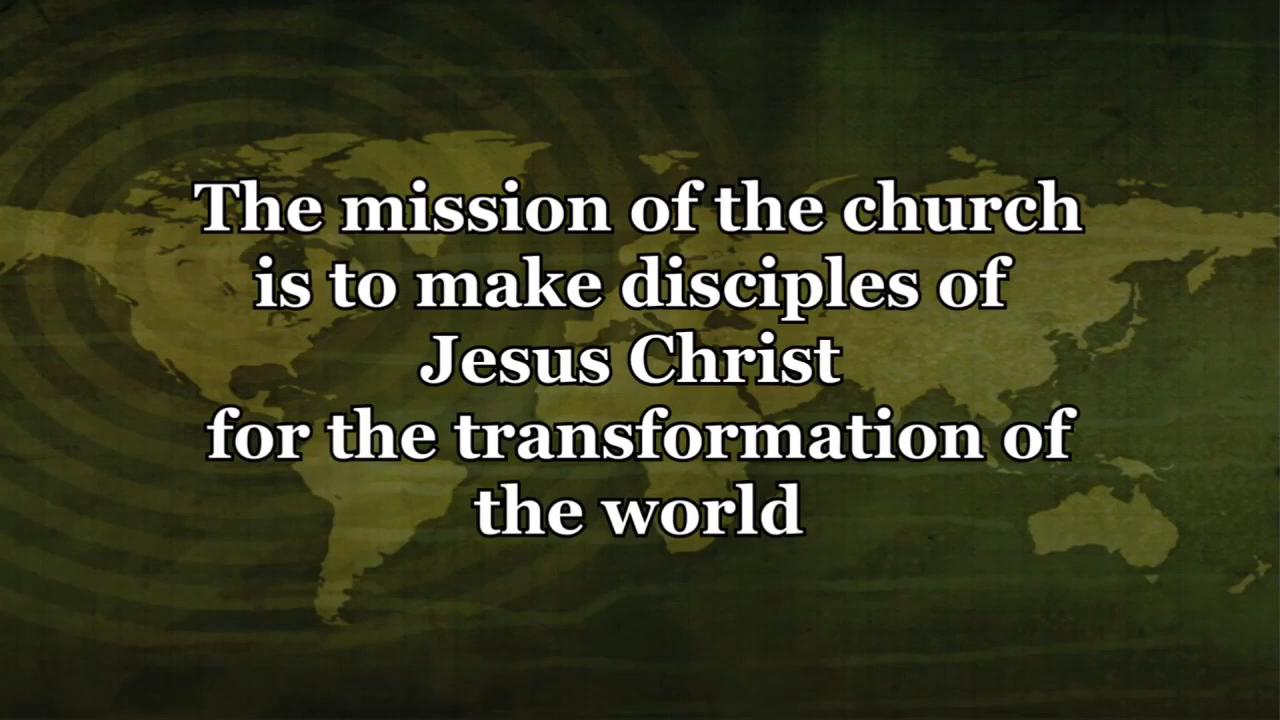 The mission of the church
is to make disciples of
Jesus Christ
for the transformation of
the world